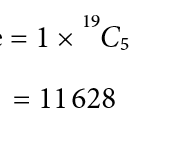 e = 1 × ¹⁹C₅
= 11 628